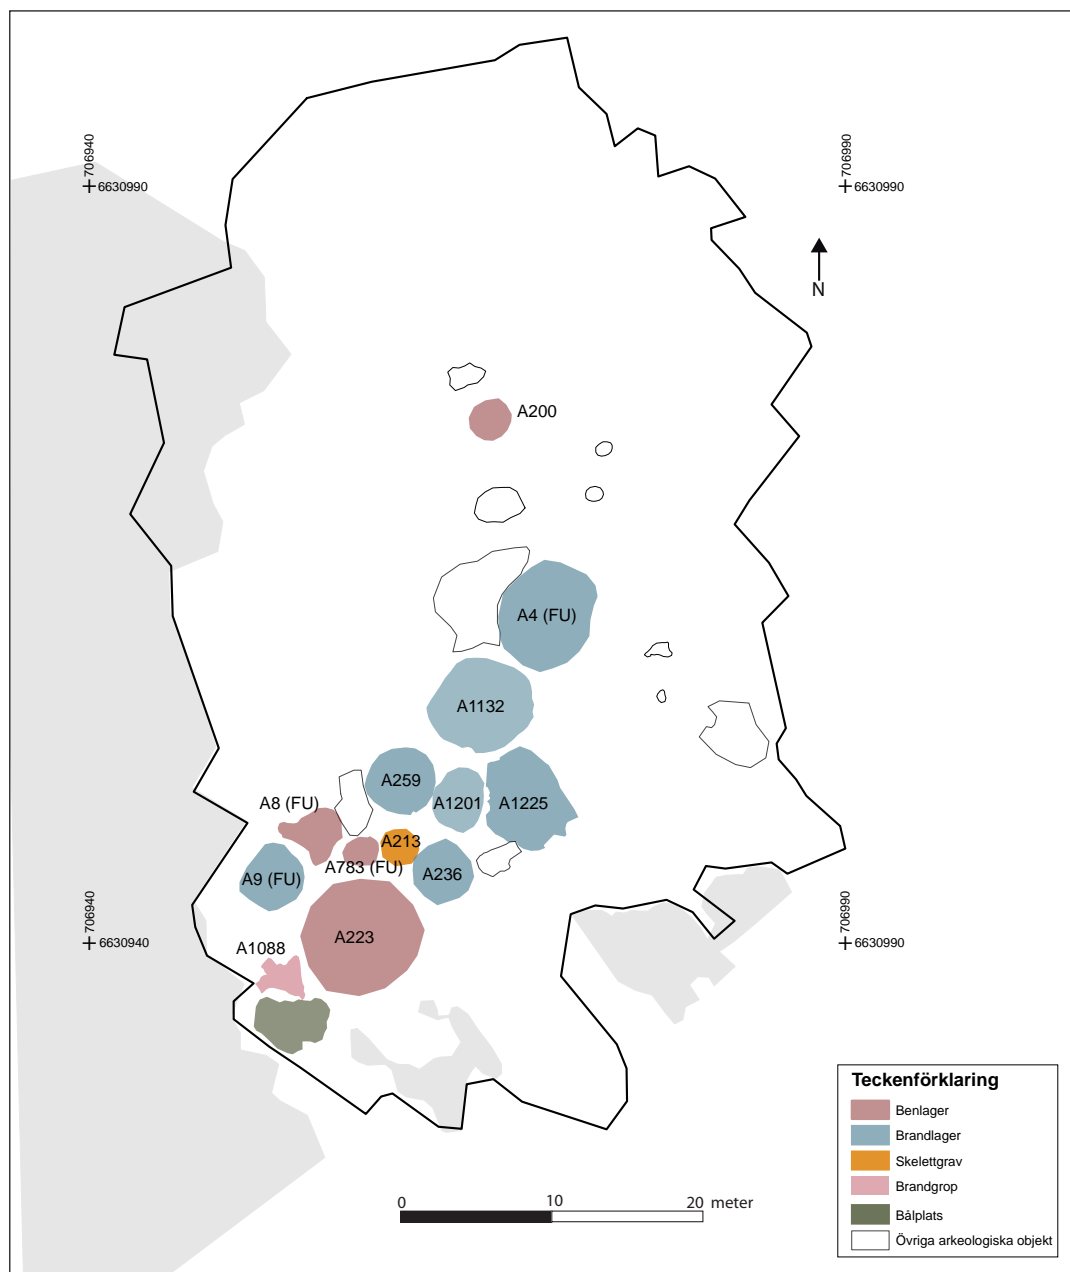 706940
6630990
706990
6630990
N
A200
A4 (FU)
A1132
A259
A1201
A1225
A8 (FU)
A213
A783 (FU)
A236
A9 (FU)
A223
A1088
706940
6630940
706990
6630940
Teckenförklaring
Benlager
Brandlager
Skelettgrav
Brandgrop
Bålplats
Övriga arkeologiska objekt
0 10 20 meter